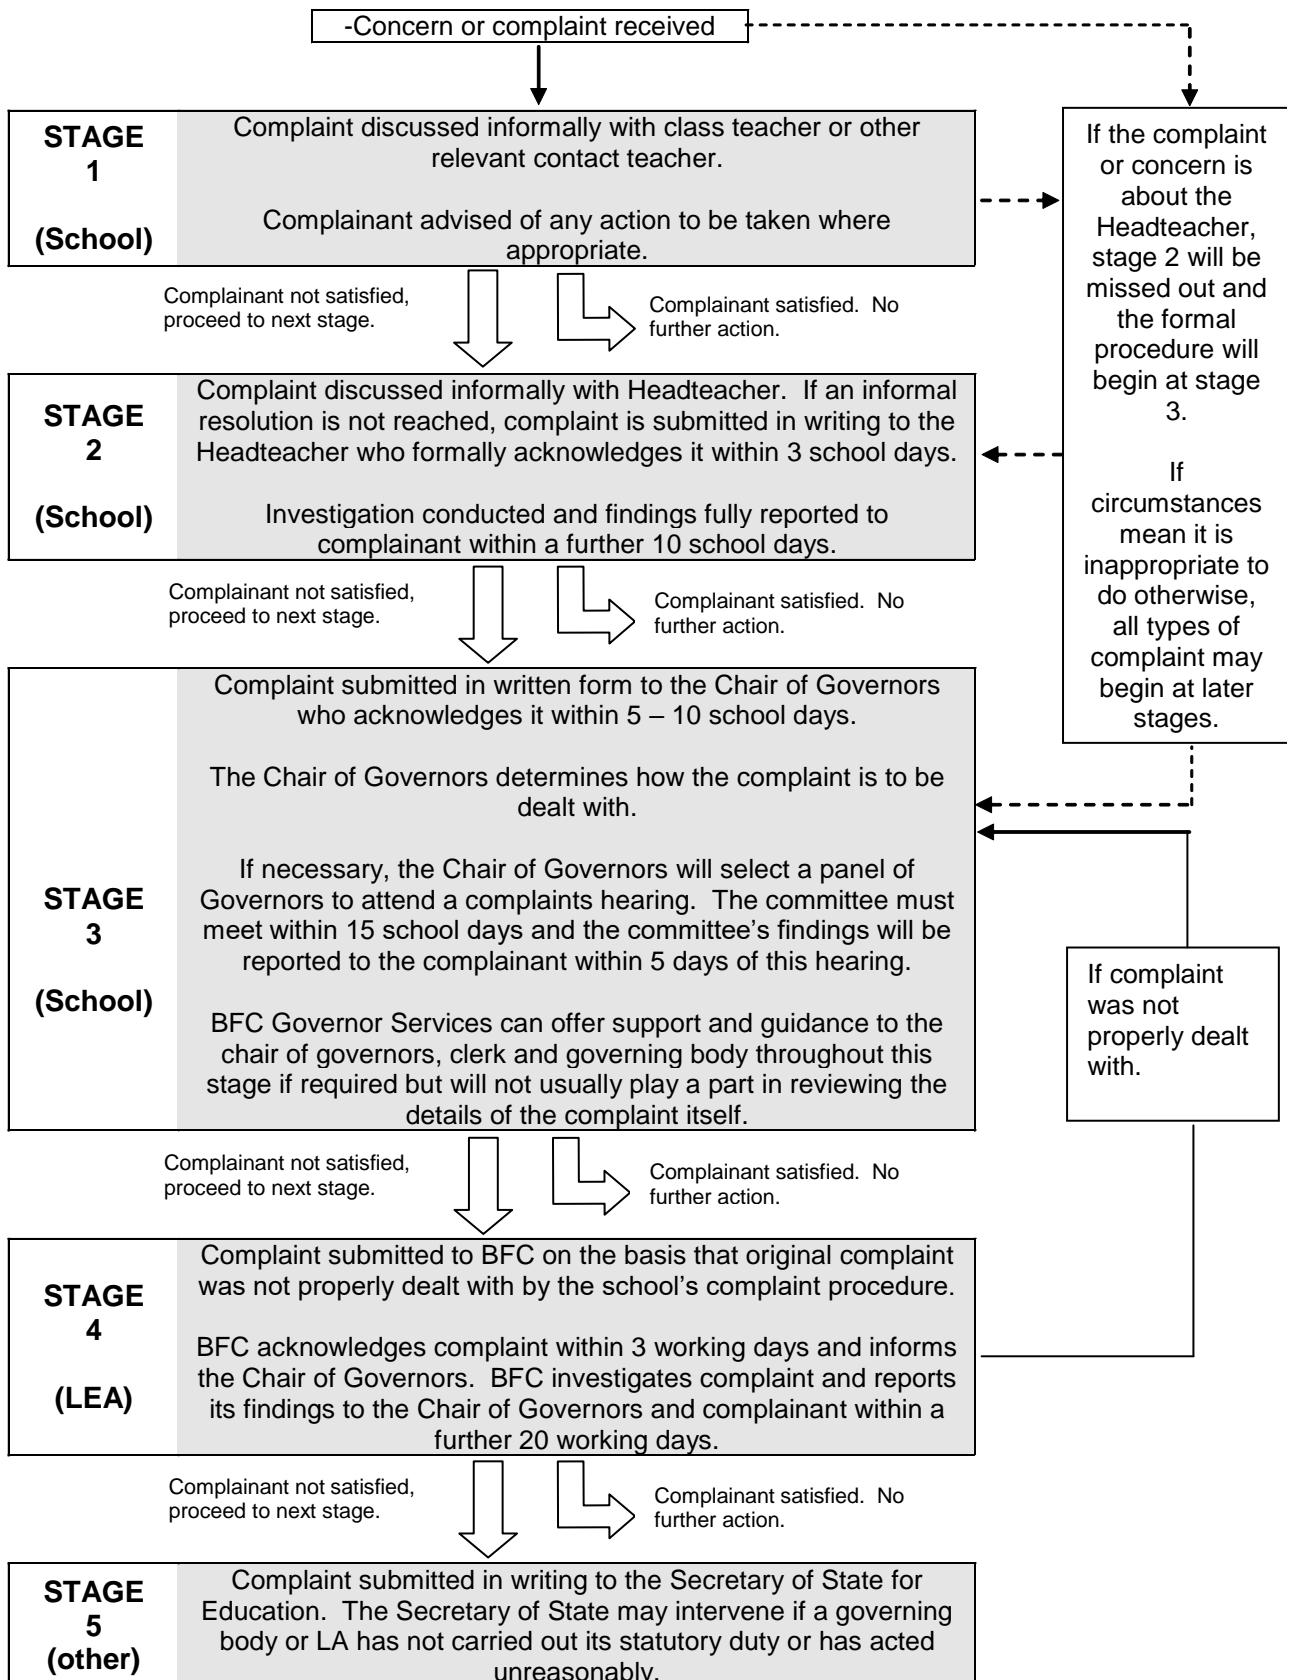 -Concern or complaint received
STAGE
1
(School)
Complaint discussed informally with class teacher or other
relevant contact teacher.
Complainant advised of any action to be taken where
appropriate.
If the complaint
or concern is
about the
Headteacher,
stage 2 will be
missed out and
the formal
procedure will
begin at stage
3.
If
circumstances
mean it is
inappropriate to
do otherwise,
all types of
complaint may
begin at later
stages.
Complainant not satisfied,
proceed to next stage.
Complainant satisfied.  No
further action.
STAGE
2
(School)
Complaint discussed informally with Headteacher.  If an informal
resolution is not reached, complaint is submitted in writing to the
Headteacher who formally acknowledges it within 3 school days.
Investigation conducted and findings fully reported to
complainant within a further 10 school days.
Complainant not satisfied,
proceed to next stage.
Complainant satisfied.  No
further action.
STAGE
3
(School)
Complaint submitted in written form to the Chair of Governors
who acknowledges it within 5 – 10 school days.
The Chair of Governors determines how the complaint is to be
dealt with.
If necessary, the Chair of Governors will select a panel of
Governors to attend a complaints hearing.  The committee must
meet within 15 school days and the committee's findings will be
reported to the complainant within 5 days of this hearing.
BFC Governor Services can offer support and guidance to the
chair of governors, clerk and governing body throughout this
stage if required but will not usually play a part in reviewing the
details of the complaint itself.
If complaint
was not
properly dealt
with.
Complainant not satisfied,
proceed to next stage.
Complainant satisfied.  No
further action.
STAGE
4
(LEA)
Complaint submitted to BFC on the basis that original complaint
was not properly dealt with by the school's complaint procedure.
BFC acknowledges complaint within 3 working days and informs
the Chair of Governors.  BFC investigates complaint and reports
its findings to the Chair of Governors and complainant within a
further 20 working days.
Complainant not satisfied,
proceed to next stage.
Complainant satisfied.  No
further action.
STAGE
5
(other)
Complaint submitted in writing to the Secretary of State for
Education.  The Secretary of State may intervene if a governing
body or LA has not carried out its statutory duty or has acted
unreasonably.